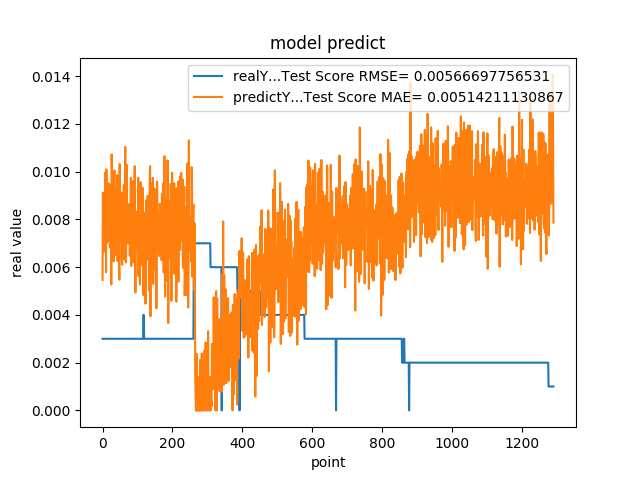 model predict
realY...Test Score RMSE= 0.00566697756531
predictY...Test Score MAE= 0.00514211130867
0.014
0.012
0.010
0.008
0.006
0.004
0.002
0.000
real value
0 200 400 600 800 1000 1200
point